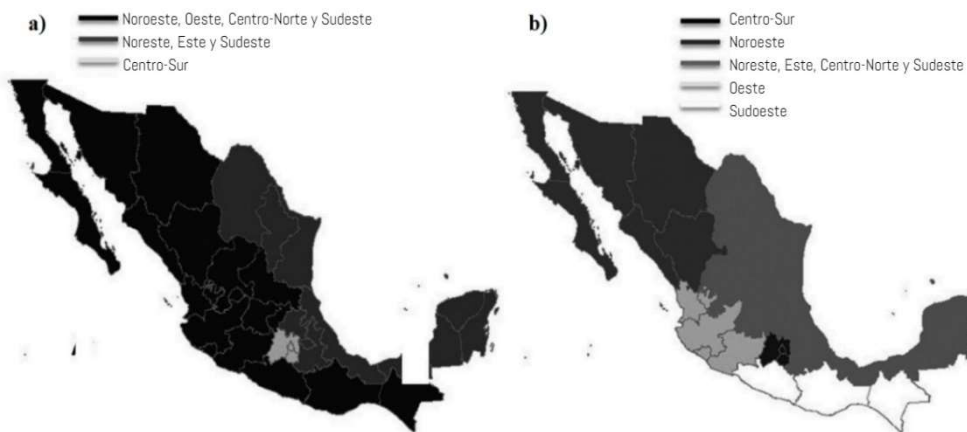 a)
Noroeste, Oeste, Centro-Norte y Sudeste
Noreste, Este y Sudeste
Centro-Sur
b)
Centro-Sur
Noroeste
Noreste, Este, Centro-Norte y Sudeste
Oeste
Sudoeste